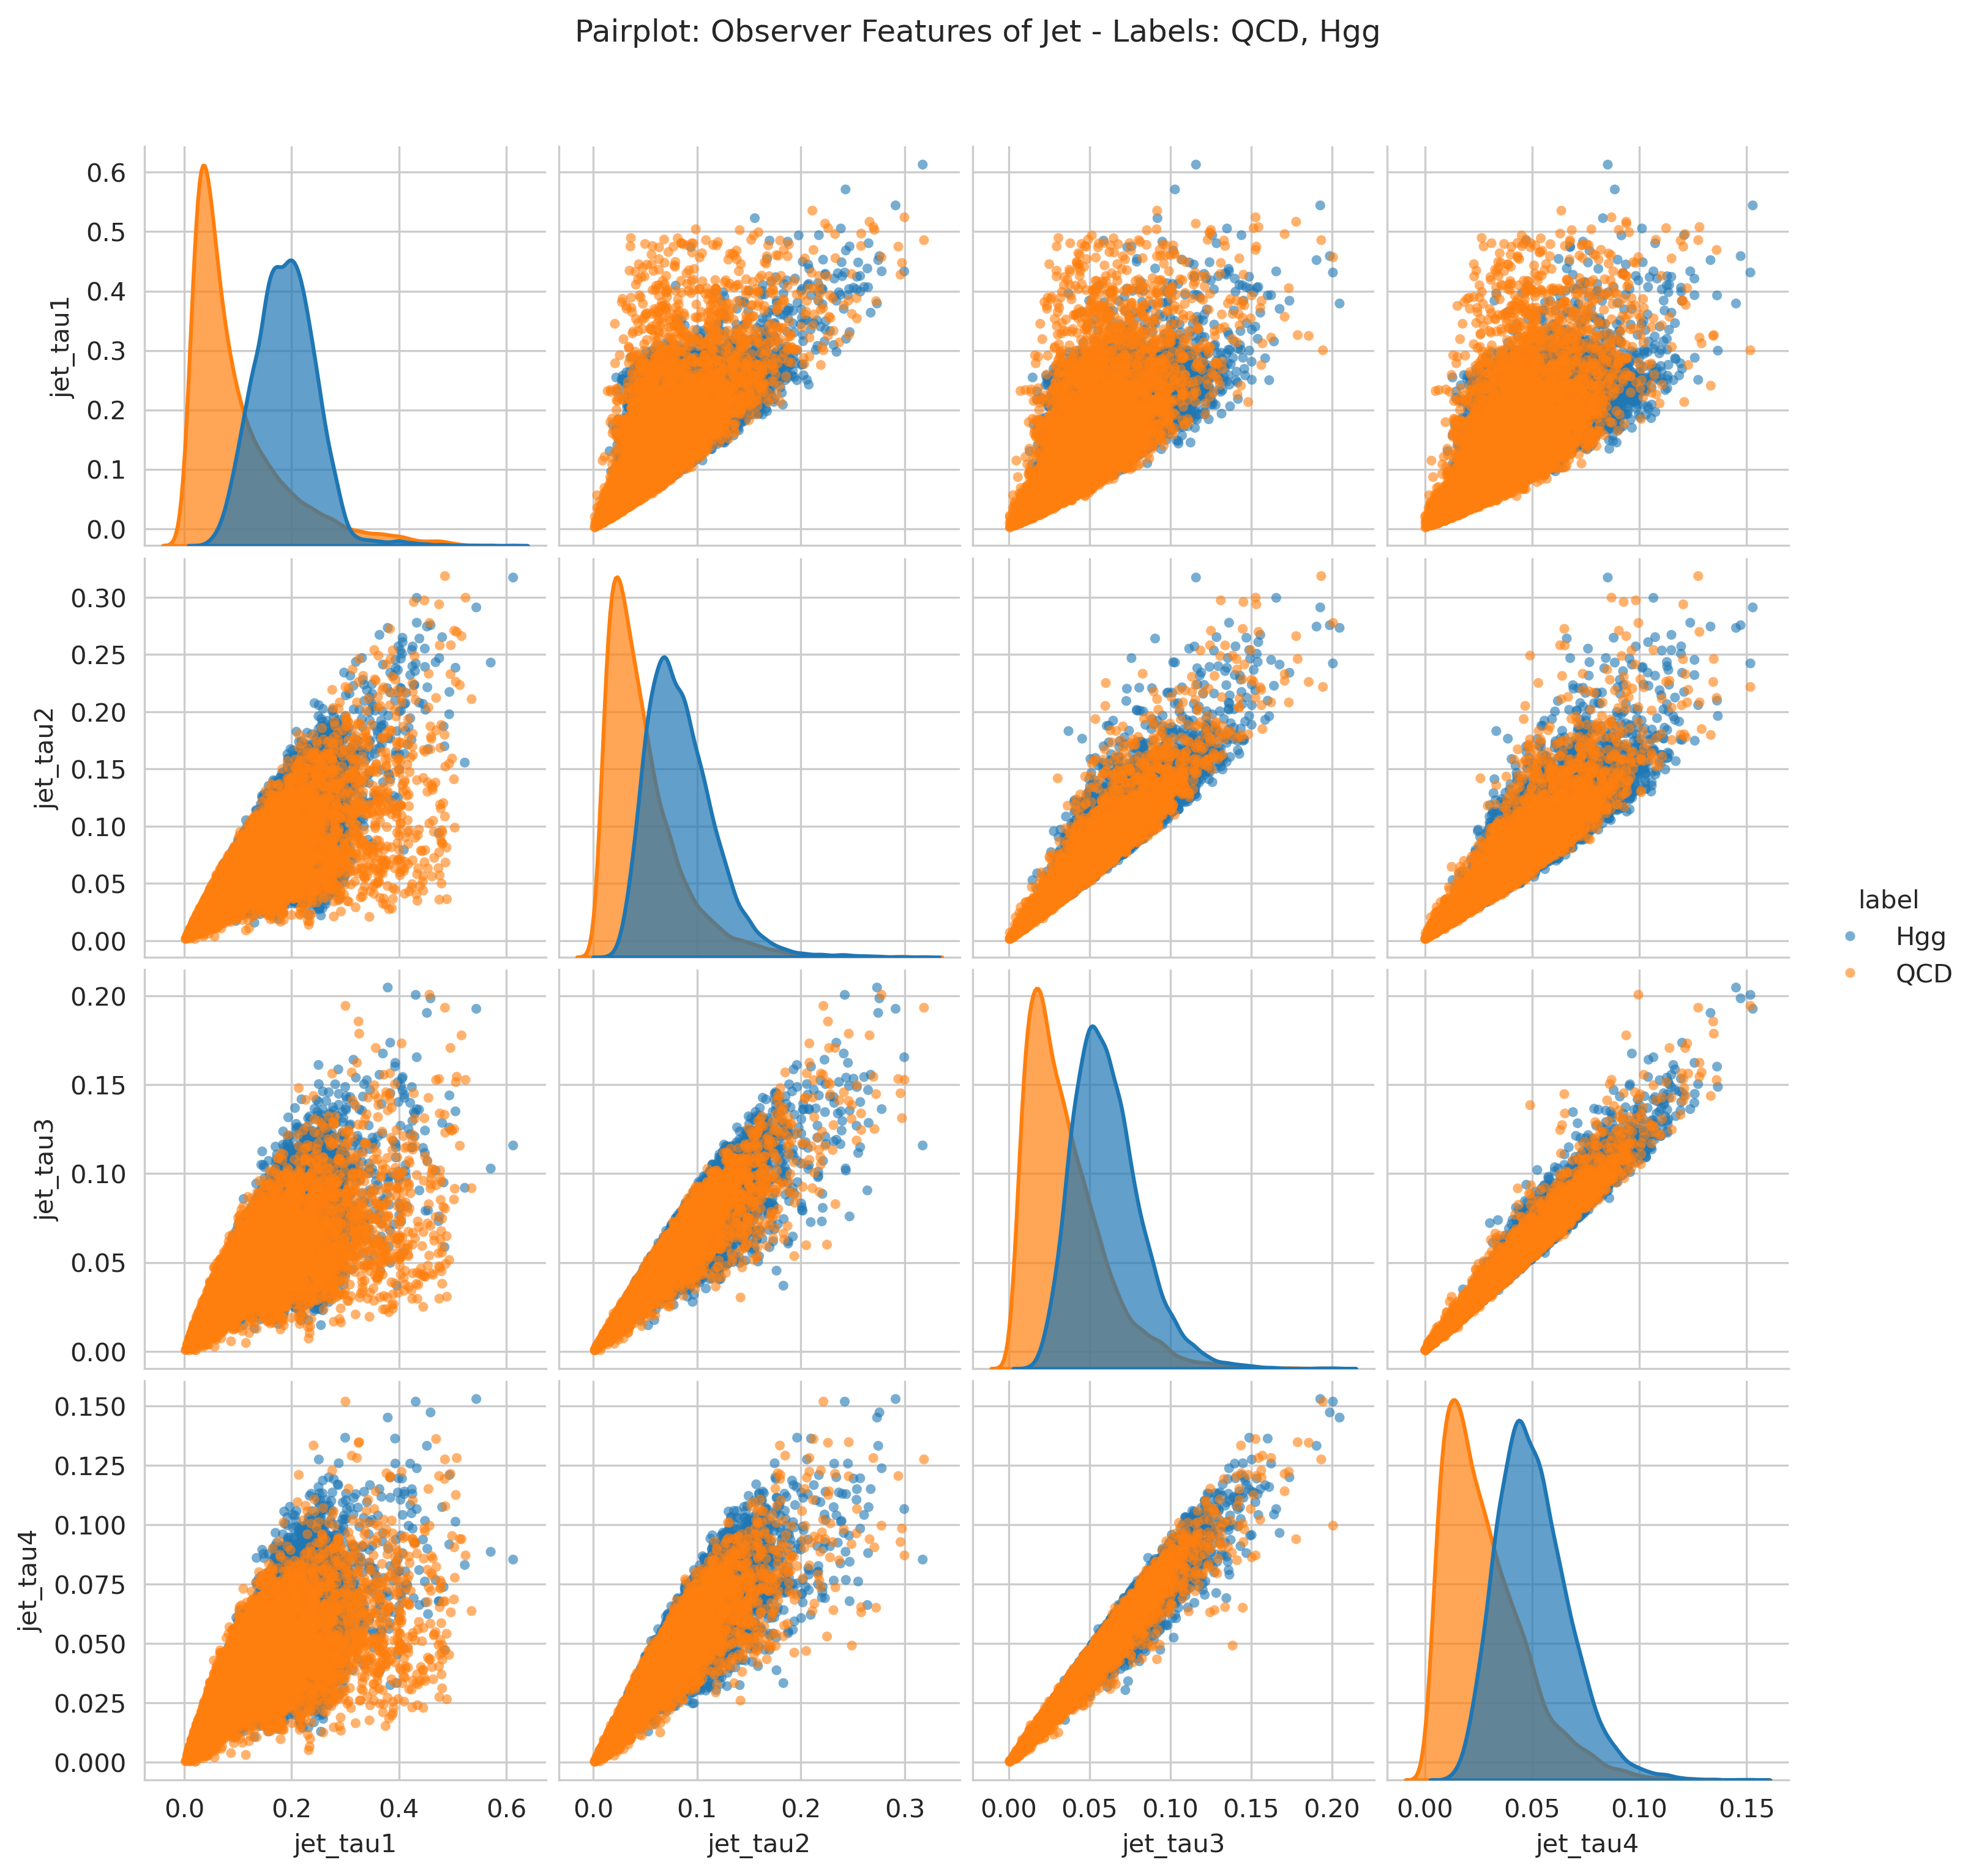 Pairplot: Observer Features of Jet - Labels: QCD, Hgg
jet_tau1
0.6
0.5
0.4
0.3
0.2
0.1
0.0
jet_tau2
0.30
0.25
0.20
0.15
0.10
0.05
0.00
label
Hgg
QCD
jet_tau3
0.20
0.15
0.10
0.05
0.00
jet_tau4
0.150
0.125
0.100
0.075
0.050
0.025
0.000
0.0 0.2 0.4 0.6
0.0 0.1 0.2 0.3
0.00 0.05 0.10 0.15 0.20
0.00 0.05 0.10 0.15
jet_tau1
jet_tau2
jet_tau3
jet_tau4